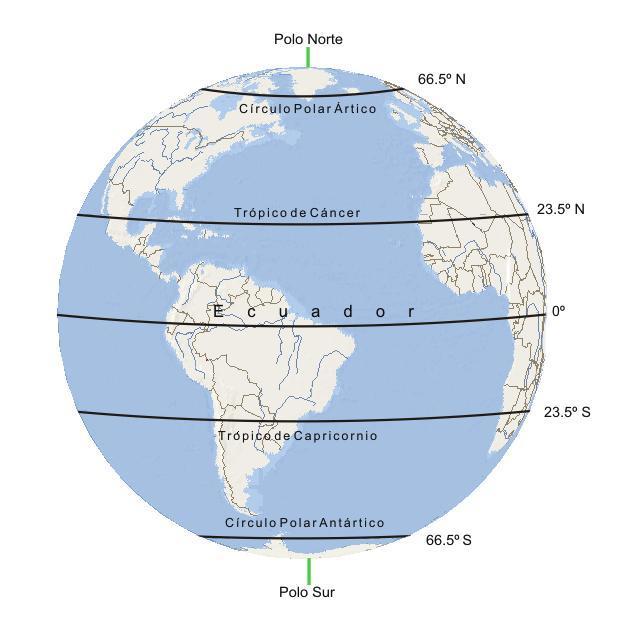 Polo Norte
66.5º N
Círculo Polar Ártico
Trópico de Cáncer
23.5º N
Ecuador
0º
23.5º S
Trópico de Capricornio
Círculo Polar Antártico
66.5º S
Polo Sur